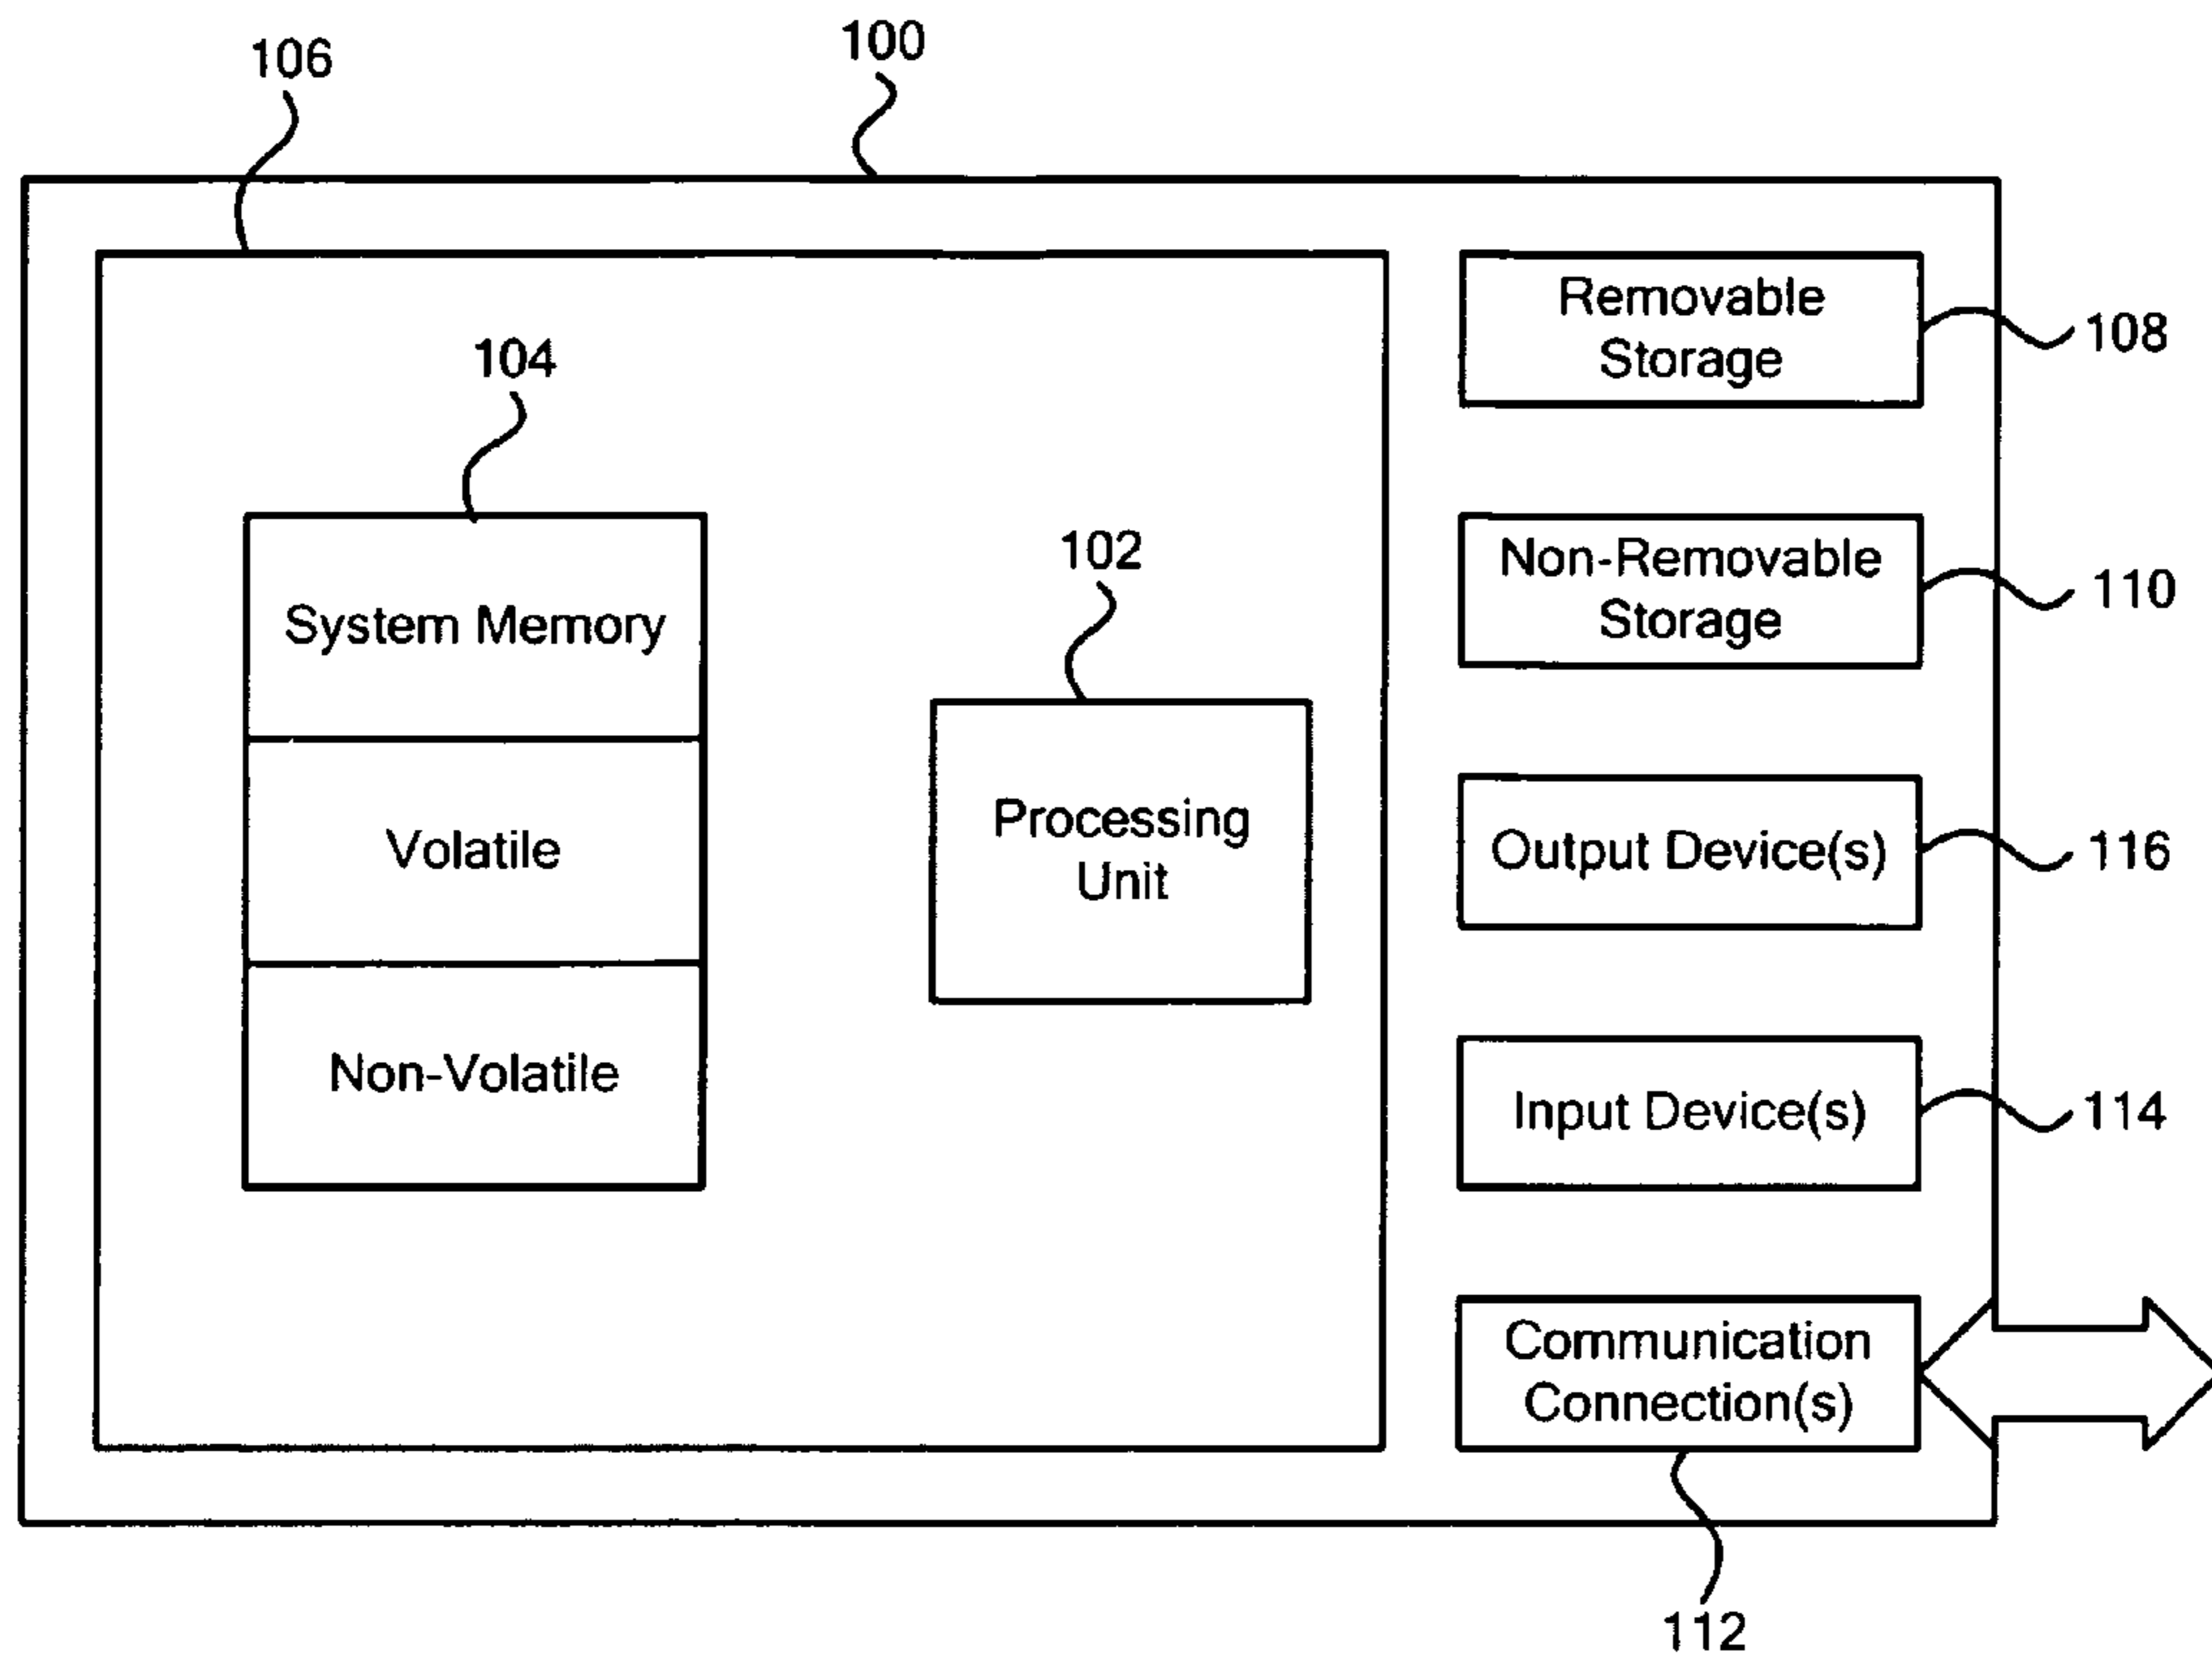 106
100
Removable
Storage
108
104
Non-Removable
Storage
110
102
System Memory
Processing
Unit
Volatile
Output Device(s)
116
Non-Volatile
Input Device(s)
114
Communication
Connection(s)
112